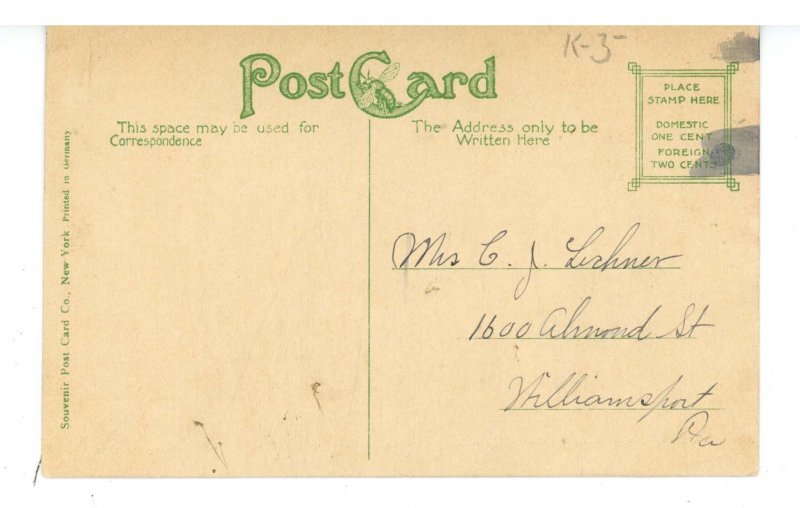 K-3
Post Card
This space may be used for
Correspondence
The Address only to be
Written Here
PLACE
STAMP HERE
DOMESTIC
ONE CENT
FOREIGN
TWO CENTS
Souvenir Post Card Co., New York Printed in Germany
Mrs C. J. Lechner
1600 Almond St
Williamsport
Pa